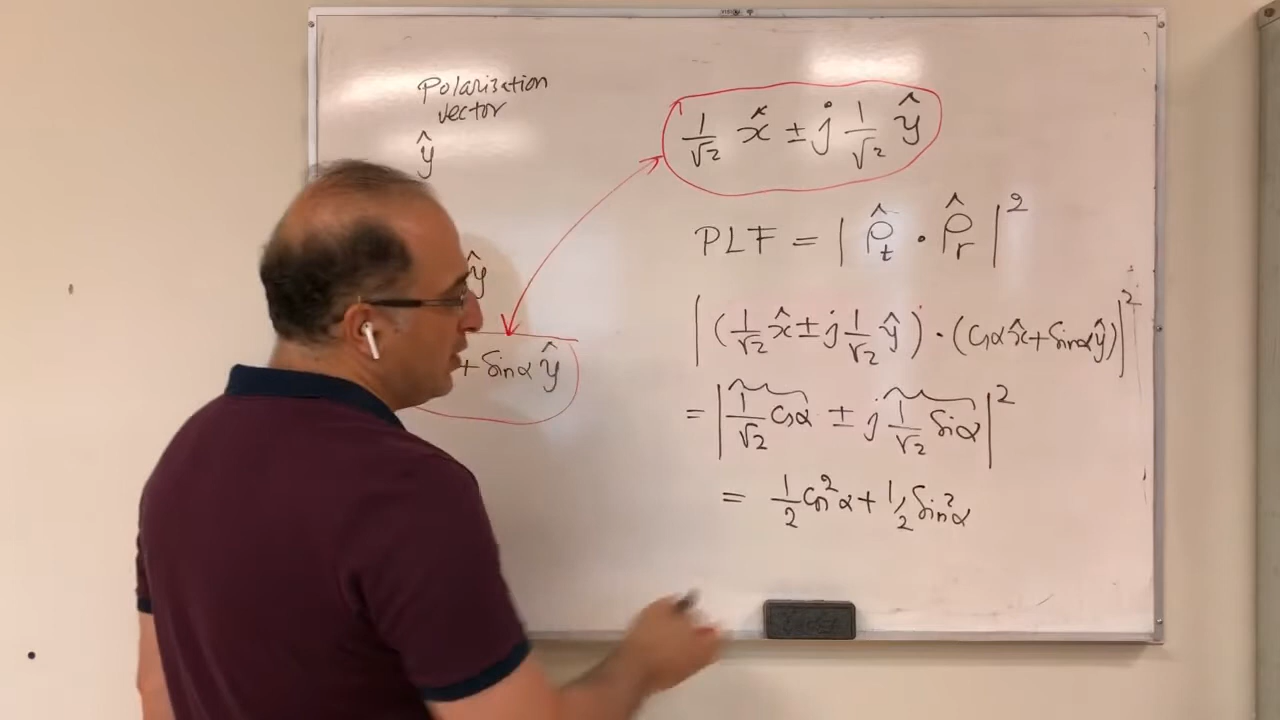 Polarization
vector
ŷ
ŷ
+ Sinα ŷ
1/√2 x̂ ± j 1/√2 ŷ
PLF = | ρ̂t · ρ̂r |²
| (1/√2 x̂ ± j 1/√2 ŷ) · (Cosα x̂ + Sinα ŷ) |²
= | 1/√2 Cosα ± j 1/√2 Sinα |²
= 1/2 Cos²α + 1/2 Sin²α